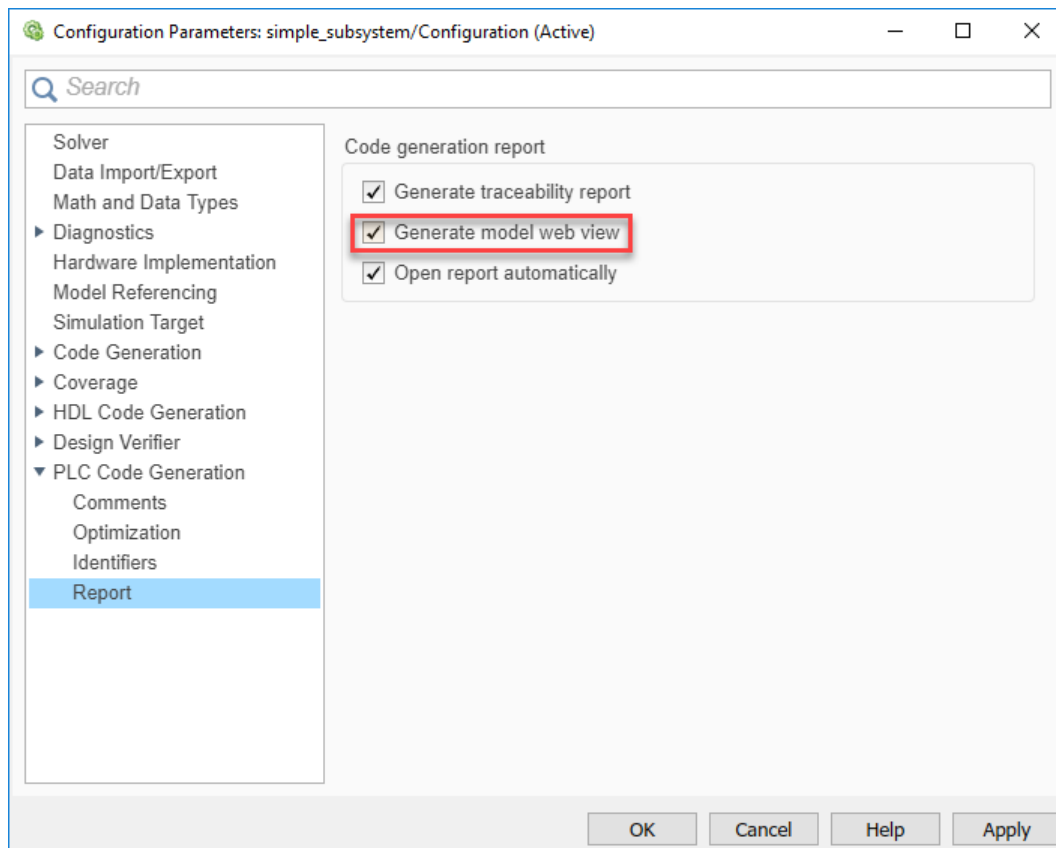 Configuration Parameters: simple_subsystem/Configuration (Active)
Search
Solver
Data Import/Export
Math and Data Types
Diagnostics
Hardware Implementation
Model Referencing
Simulation Target
Code Generation
Coverage
HDL Code Generation
Design Verifier
PLC Code Generation
Comments
Optimization
Identifiers
Report
Code generation report
Generate traceability report
Generate model web view
Open report automatically
OK Cancel Help Apply